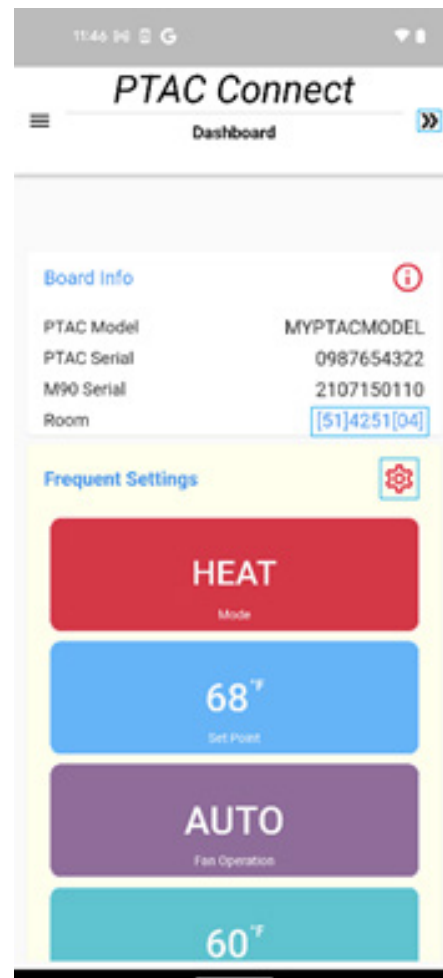 11:46 G
PTAC Connect
Dashboard
Board Info
PTAC Model MYPTACMODEL
PTAC Serial 0987654322
M90 Serial 2107150110
Room [51]4251[04]
Frequent Settings
HEAT
Mode
68°F
Set Point
AUTO
Fan Operation
60°F